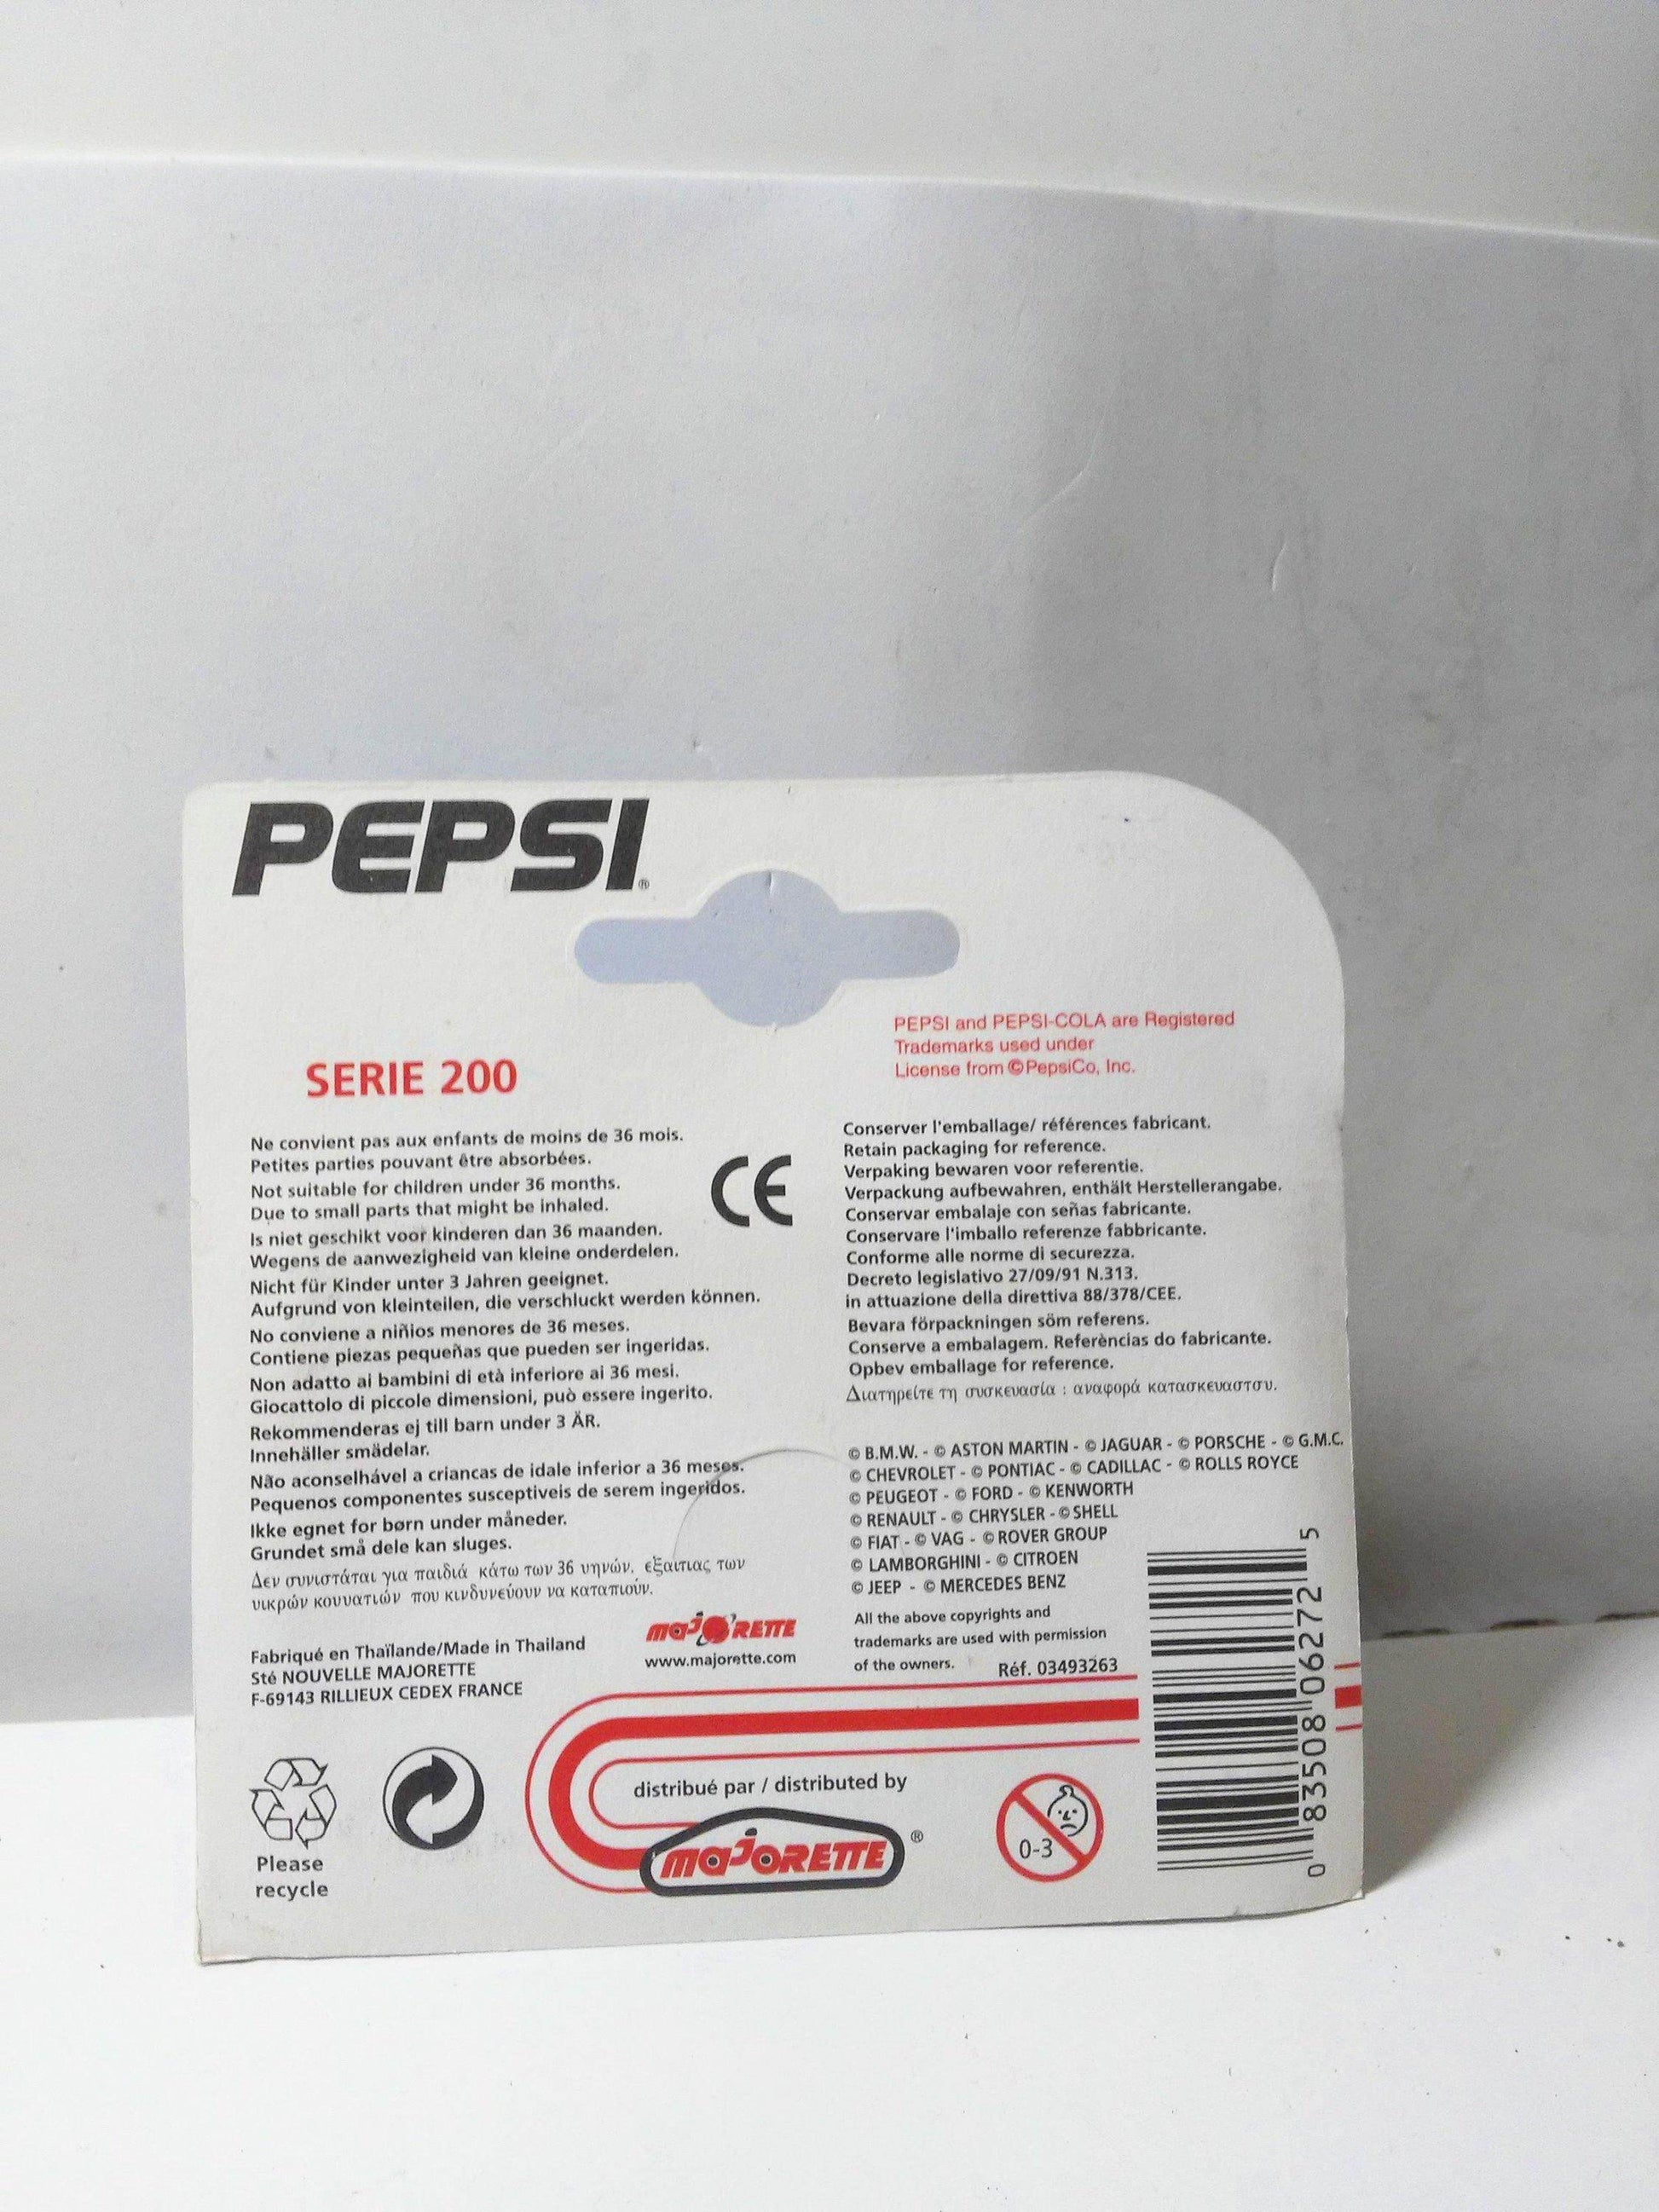 PEPSI®
SERIE 200
PEPSI and PEPSI-COLA are Registered
Trademarks used under
License from ©PepsiCo, Inc.
Ne convient pas aux enfants de moins de 36 mois.
Petites parties pouvant être absorbées.
Not suitable for children under 36 months.
Due to small parts that might be inhaled.
Is niet geschikt voor kinderen dan 36 maanden.
Wegens de aanwezigheid van kleine onderdelen.
Nicht für Kinder unter 3 Jahren geeignet.
Aufgrund von kleinteilen, die verschluckt werden können.
No conviene a niñios menores de 36 meses.
Contiene piezas pequeñas que pueden ser ingeridas.
Non adatto ai bambini di età inferiore ai 36 mesi.
Giocattolo di piccole dimensioni, può essere ingerito.
Rekommenderas ej till barn under 3 ÄR.
Innehäller smädelar.
Não aconselhável a criancas de idale inferior a 36 meses.
Pequenos componentes susceptiveis de serem ingeridos.
Ikke egnet for børn under måneder.
Grundet små dele kan sluges.
Δεν συνιστάται για παιδιά κάτω των 36 υηνών, εξαιτιας των
υικρών κουυατιών που κινδυνεύουν να καταπιούν.
CE
Conserver l'emballage/ références fabricant.
Retain packaging for reference.
Verpaking bewaren voor referentie.
Verpackung aufbewahren, enthält Herstellerangabe.
Conservar embalaje con señas fabricante.
Conservare l'imballo referenze fabbricante.
Conforme alle norme di securezza.
Decreto legislativo 27/09/91 N.313.
in attuazione della direttiva 88/378/CEE.
Bevara förpackningen söm referens.
Conserve a embalagem. Referèncias do fabricante.
Opbev emballage for reference.
Διατηρείτε τη συσκευασία : αναφορά κατασκευαστσυ.
© B.M.W. - © ASTON MARTIN - © JAGUAR - © PORSCHE - © G.M.C.
© CHEVROLET - © PONTIAC - © CADILLAC - © ROLLS ROYCE
© PEUGEOT - © FORD - © KENWORTH
© RENAULT - © CHRYSLER - © SHELL
© FIAT - © VAG - © ROVER GROUP
© LAMBORGHINI - © CITROEN
© JEEP - © MERCEDES BENZ
All the above copyrights and
trademarks are used with permission
of the owners. Réf. 03493263
Fabriqué en Thaïlande/Made in Thailand
Sté NOUVELLE MAJORETTE
F-69143 RILLIEUX CEDEX FRANCE
majORETTE
www.majorette.com
Please
recycle
distribué par / distributed by
majORETTE®
0-3
0 83508 06272 5